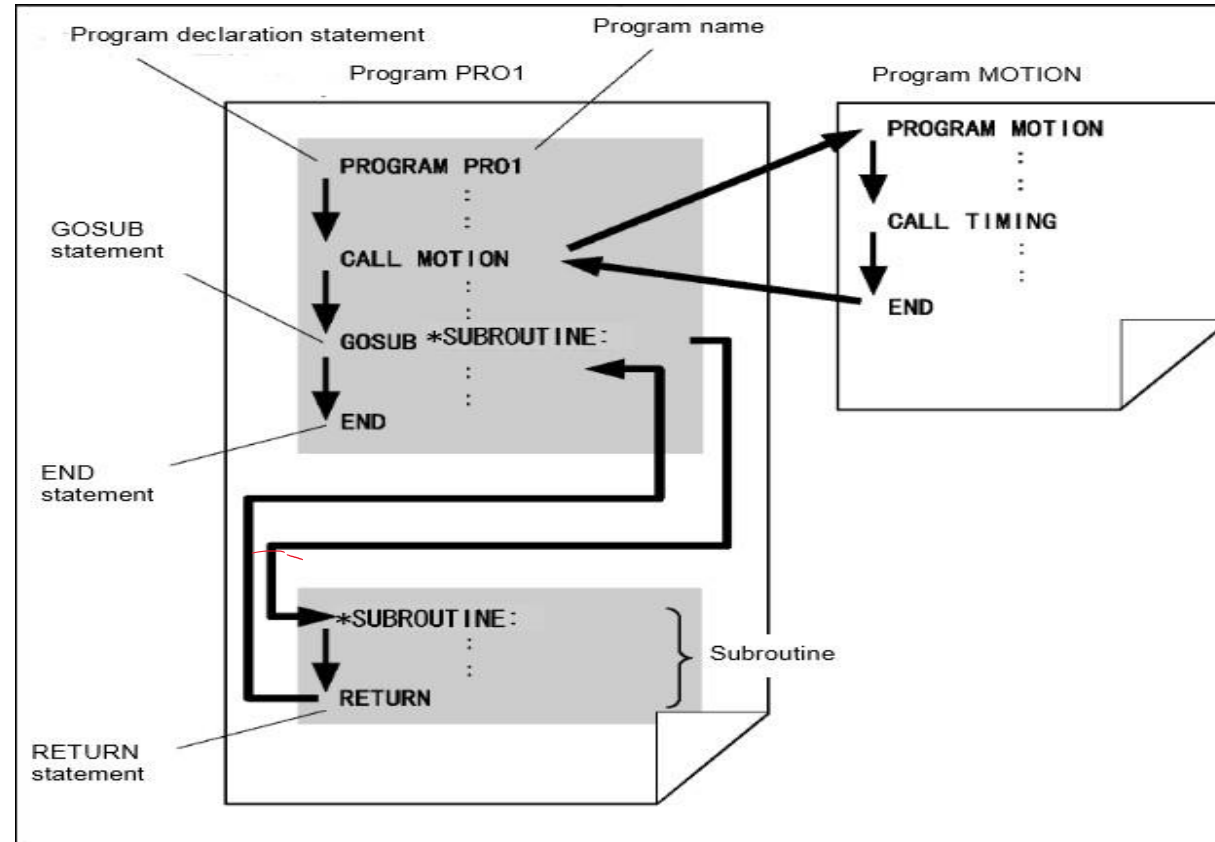 Program declaration statement
Program name
Program PRO1
Program MOTION
PROGRAM PRO1
:
:
CALL MOTION
:
:
GOSUB *SUBROUTINE:
:
:
END
PROGRAM MOTION
:
:
CALL TIMING
:
:
END
GOSUB
statement
END
statement
*SUBROUTINE:
:
:
RETURN
Subroutine
RETURN
statement